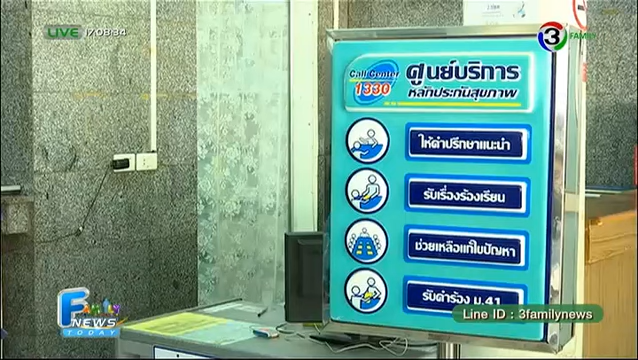 LIVE 17:08:34
3 FAMILY
Call Center
1330
ศูนย์บริการ
หลักประกันสุขภาพ
ให้คำปรึกษาแนะนำ
รับเรื่องร้องเรียน
ช่วยเหลือแก้ไขปัญหา
รับคำร้อง ม.41
Family
NEWS
TODAY
Line ID : 3familynews